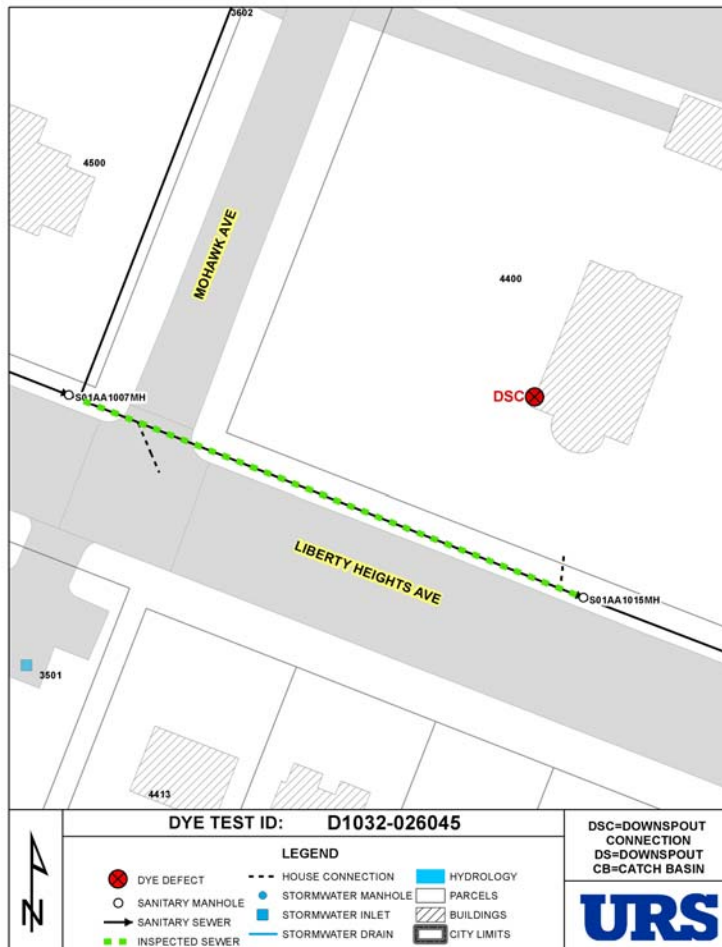 3602
4500
MOHAWK AVE
4400
DSC
S01AA1007MH
LIBERTY HEIGHTS AVE
S01AA1015MH
3501
4413
N
DYE TEST ID: D1032-026045
LEGEND
DYE DEFECT
SANITARY MANHOLE
SANITARY SEWER
INSPECTED SEWER
HOUSE CONNECTION
STORMWATER MANHOLE
STORMWATER INLET
STORMWATER DRAIN
HYDROLOGY
PARCELS
BUILDINGS
CITY LIMITS
DSC=DOWNSPOUT
CONNECTION
DS=DOWNSPOUT
CB=CATCH BASIN
URS